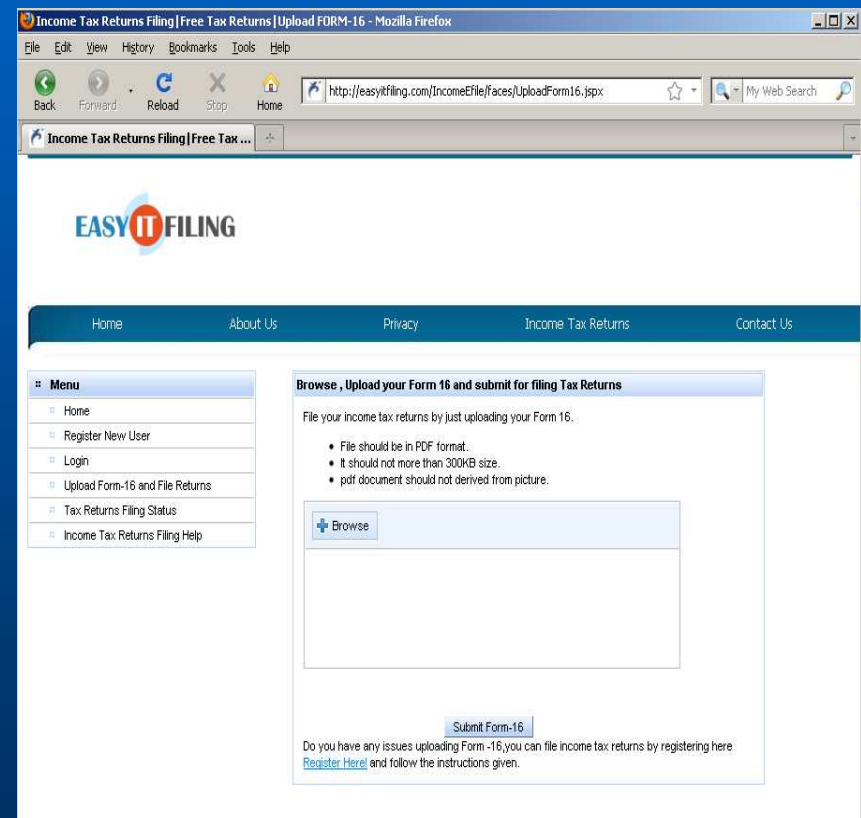 Income Tax Returns Filing|Free Tax Returns|Upload FORM-16 - Mozilla Firefox
File Edit View History Bookmarks Tools Help
Back Forward Reload Stop Home http://easyitfiling.com/IncomeEfile/faces/UploadForm16.jspx My Web Search
Income Tax Returns Filing|Free Tax ...
EASY IT FILING
Home About Us Privacy Income Tax Returns Contact Us
Menu
Home
Register New User
Login
Upload Form-16 and File Returns
Tax Returns Filing Status
Income Tax Returns Filing Help
Browse , Upload your Form 16 and submit for filing Tax Returns
File your income tax returns by just uploading your Form 16.
File should be in PDF format.
It should not more than 300KB size.
pdf document should not derived from picture.
Browse
Submit Form-16
Do you have any issues uploading Form -16,you can file income tax returns by registering here
Register Here! and follow the instructions given.